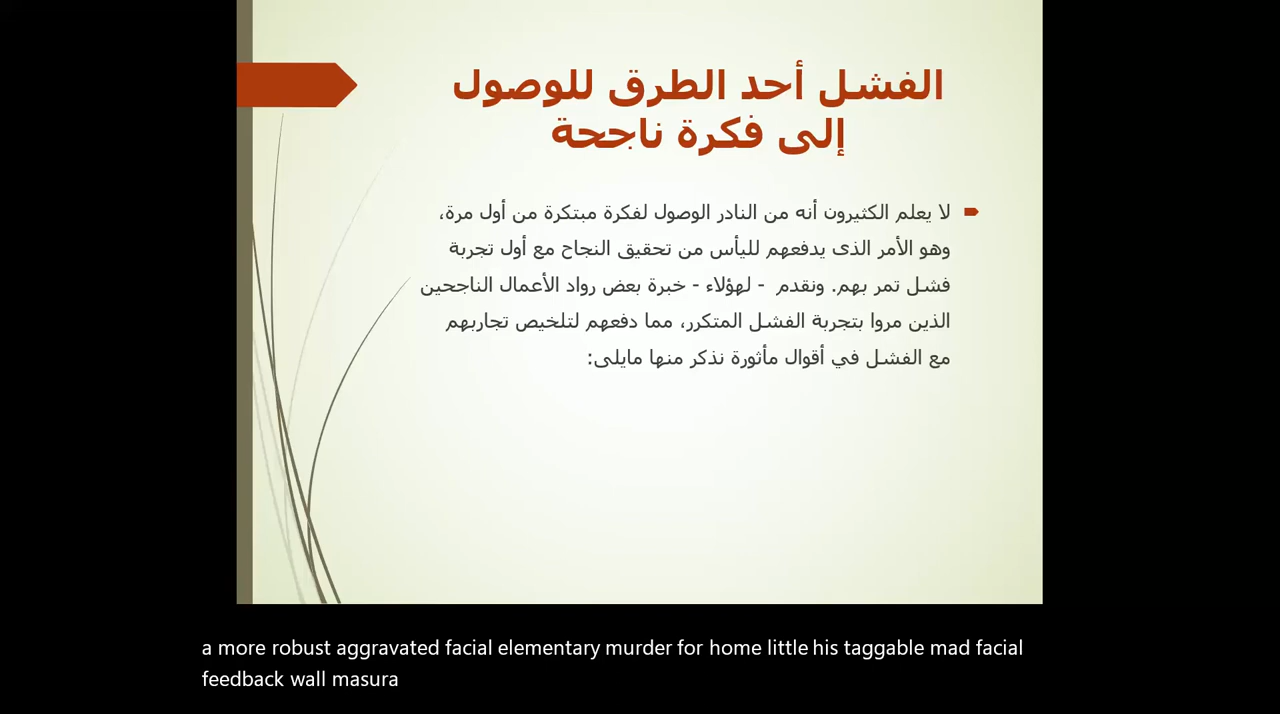 الفشل أحد الطرق للوصول
إلى فكرة ناجحة
لا يعلم الكثيرون أنه من النادر الوصول لفكرة مبتكرة من أول مرة،
وهو الأمر الذى يدفعهم لليأس من تحقيق النجاح مع أول تجربة
فشل تمر بهم. ونقدم - لهؤلاء - خبرة بعض رواد الأعمال الناجحين
الذين مروا بتجربة الفشل المتكرر، مما دفعهم لتلخيص تجاربهم
مع الفشل في أقوال مأثورة نذكر منها مايلى:
a more robust aggravated facial elementary murder for home little his taggable mad facial
feedback wall masura